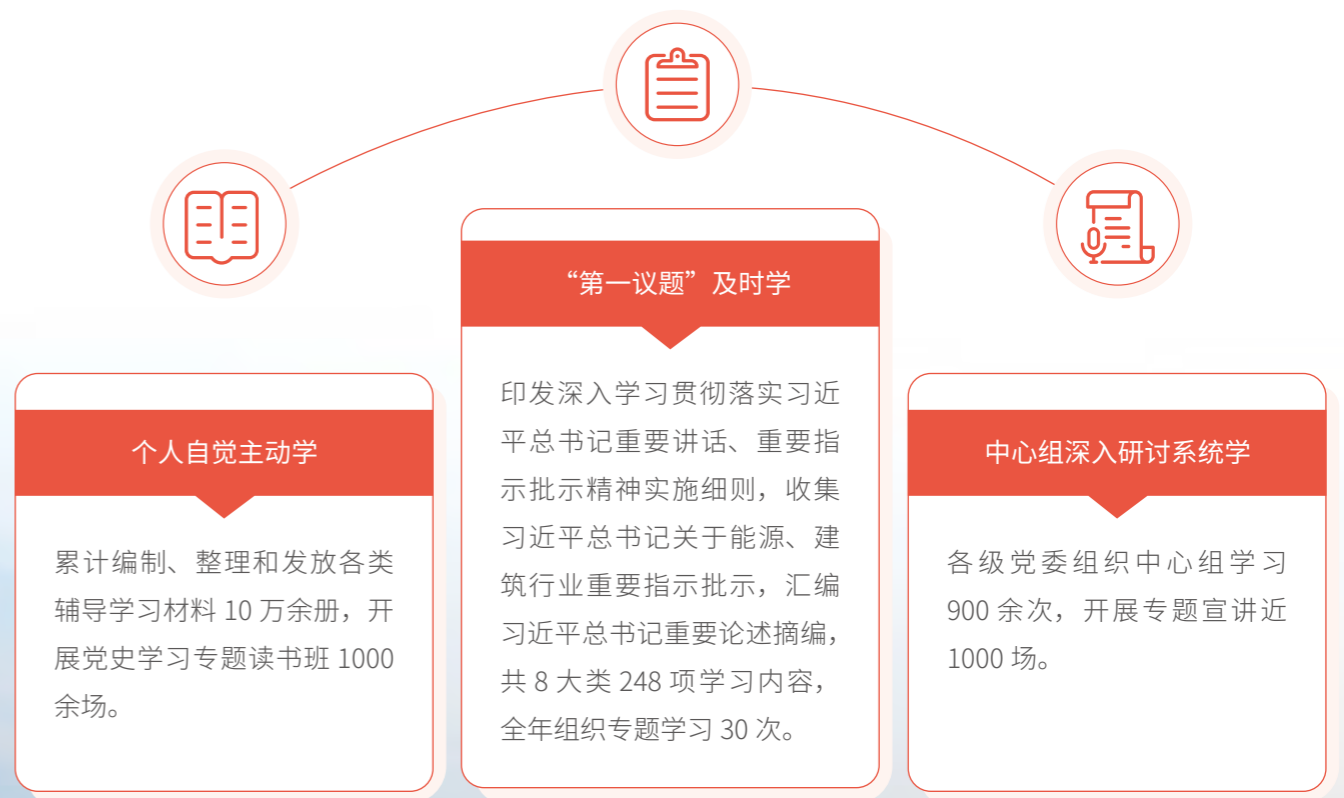 个人自觉主动学
累计编制、整理和发放各类
辅导学习材料 10 万余册，开
展党史学习专题读书班 1000
余场。
“第一议题”及时学
印发深入学习贯彻落实习近
平总书记重要讲话、重要指
示批示精神实施细则，收集
习近平总书记关于能源、建
筑行业重要指示批示，汇编
习近平总书记重要论述摘编，
共 8 大类 248 项学习内容，
全年组织专题学习 30 次。
中心组深入研讨系统学
各级党委组织中心组学习
900 余次，开展专题宣讲近
1000 场。